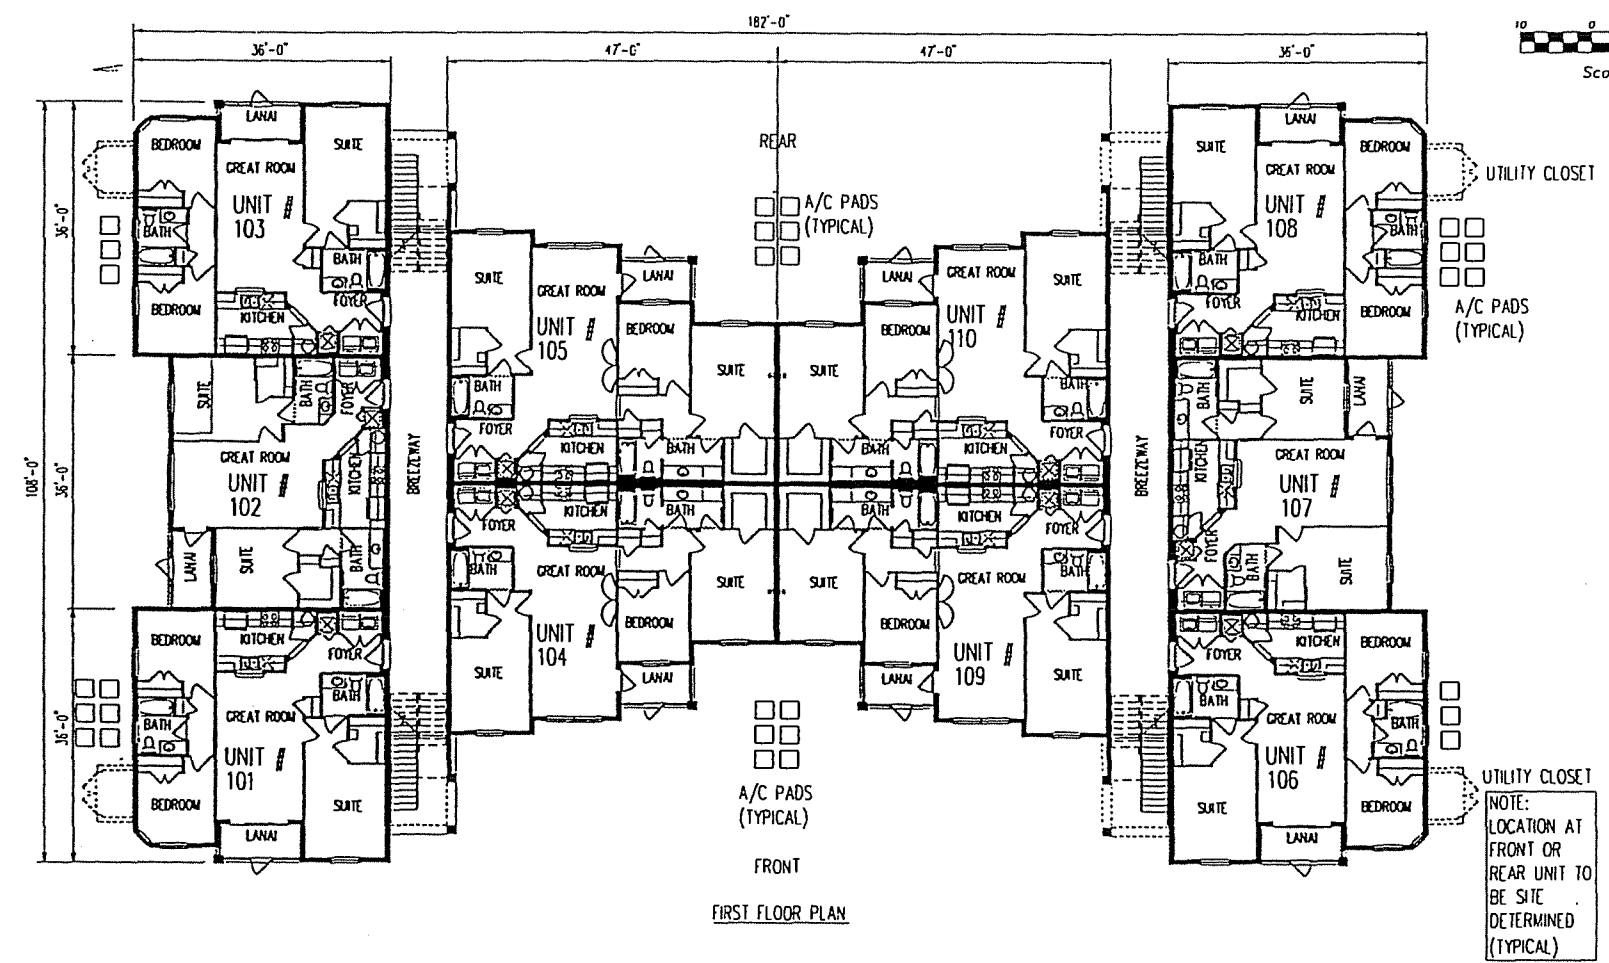 182'-0"
36'-0"
47'-0"
47'-0"
36'-0"
10 0
Sca
108'-0"
36'-0"
36'-0"
36'-0"
REAR
A/C PADS
(TYPICAL)
UTILITY CLOSET
A/C PADS
(TYPICAL)
LANAI
BEDROOM
SUITE
GREAT ROOM
UNIT #
103
BATH
BATH
BEDROOM
KITCHEN
FOYER
SUITE
BATH
FOYER
GREAT ROOM
UNIT #
102
KITCHEN
LANAI
SUITE
BATH
BEDROOM
KITCHEN
FOYER
BATH
BATH
GREAT ROOM
UNIT #
101
BEDROOM
SUITE
LANAI
BREEZEWAY
SUITE
GREAT ROOM
LANAI
UNIT #
105
BEDROOM
SUITE
BATH
FOYER
KITCHEN
BATH
FOYER
KITCHEN
BATH
BATH
GREAT ROOM
SUITE
UNIT #
104
BEDROOM
SUITE
LANAI
LANAI
GREAT ROOM
SUITE
UNIT #
110
BEDROOM
SUITE
BATH
FOYER
BATH
KITCHEN
BATH
KITCHEN
FOYER
BATH
SUITE
GREAT ROOM
BEDROOM
UNIT #
109
LANAI
SUITE
BREEZEWAY
LANAI
SUITE
GREAT ROOM
BEDROOM
UNIT #
108
BATH
BATH
FOYER
KITCHEN
BEDROOM
BATH
SUITE
LANAI
KITCHEN
GREAT ROOM
UNIT #
107
FOYER
BATH
SUITE
KITCHEN
BEDROOM
FOYER
BATH
GREAT ROOM
BATH
UNIT #
106
SUITE
BEDROOM
LANAI
A/C PADS
(TYPICAL)
FRONT
FIRST FLOOR PLAN
UTILITY CLOSET
NOTE:
LOCATION AT
FRONT OR
REAR UNIT TO
BE SITE
DETERMINED
(TYPICAL)